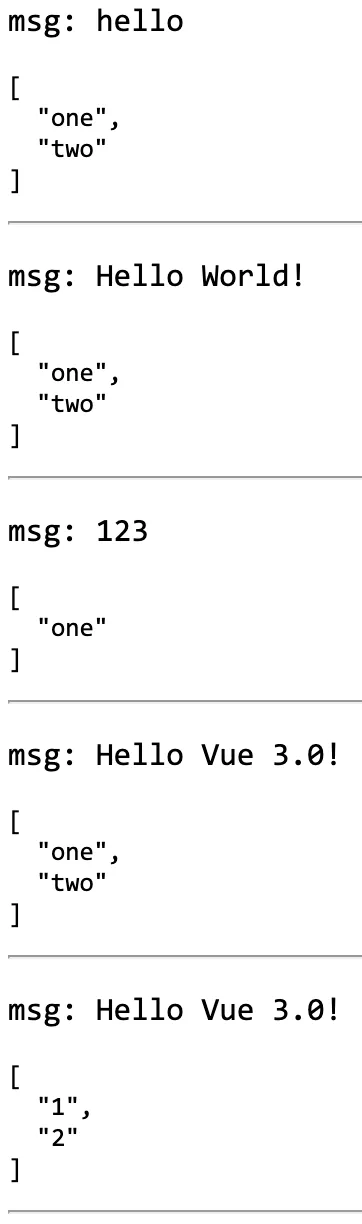 msg: hello
[
"one",
"two"
]
msg: Hello World!
[
"one",
"two"
]
msg: 123
[
"one"
]
msg: Hello Vue 3.0!
[
"one",
"two"
]
msg: Hello Vue 3.0!
[
"1",
"2"
]